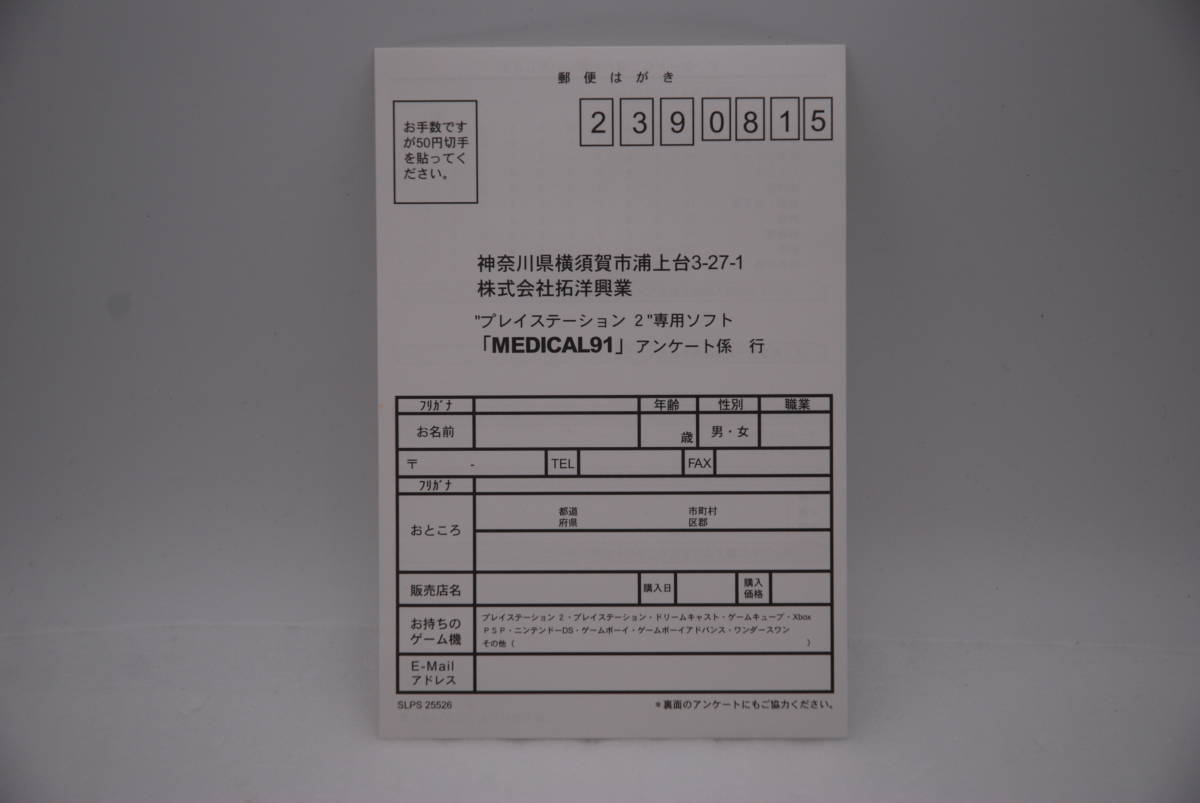 郵便はがき
2390815
お手数です
が50円切手
を貼ってく
ださい。
神奈川県横須賀市浦上台3-27-1
株式会社拓洋興業
"プレイステーション 2"専用ソフト
「MEDICAL91」アンケート係 行
ﾌﾘｶﾞﾅ 年齢 性別 職業
お名前 歳 男・女
〒 - TEL FAX
ﾌﾘｶﾞﾅ
おところ
都道 市町村
府県 区郡
販売店名 購入日 購入
価格
お持ちの
ゲーム機
プレイステーション 2・プレイステーション・ドリームキャスト・ゲームキューブ・Xbox
PSP・ニンテンドーDS・ゲームボーイ・ゲームボーイアドバンス・ワンダースワン
その他（ ）
E-Mail
アドレス
SLPS 25526 ＊裏面のアンケートにもご協力ください。